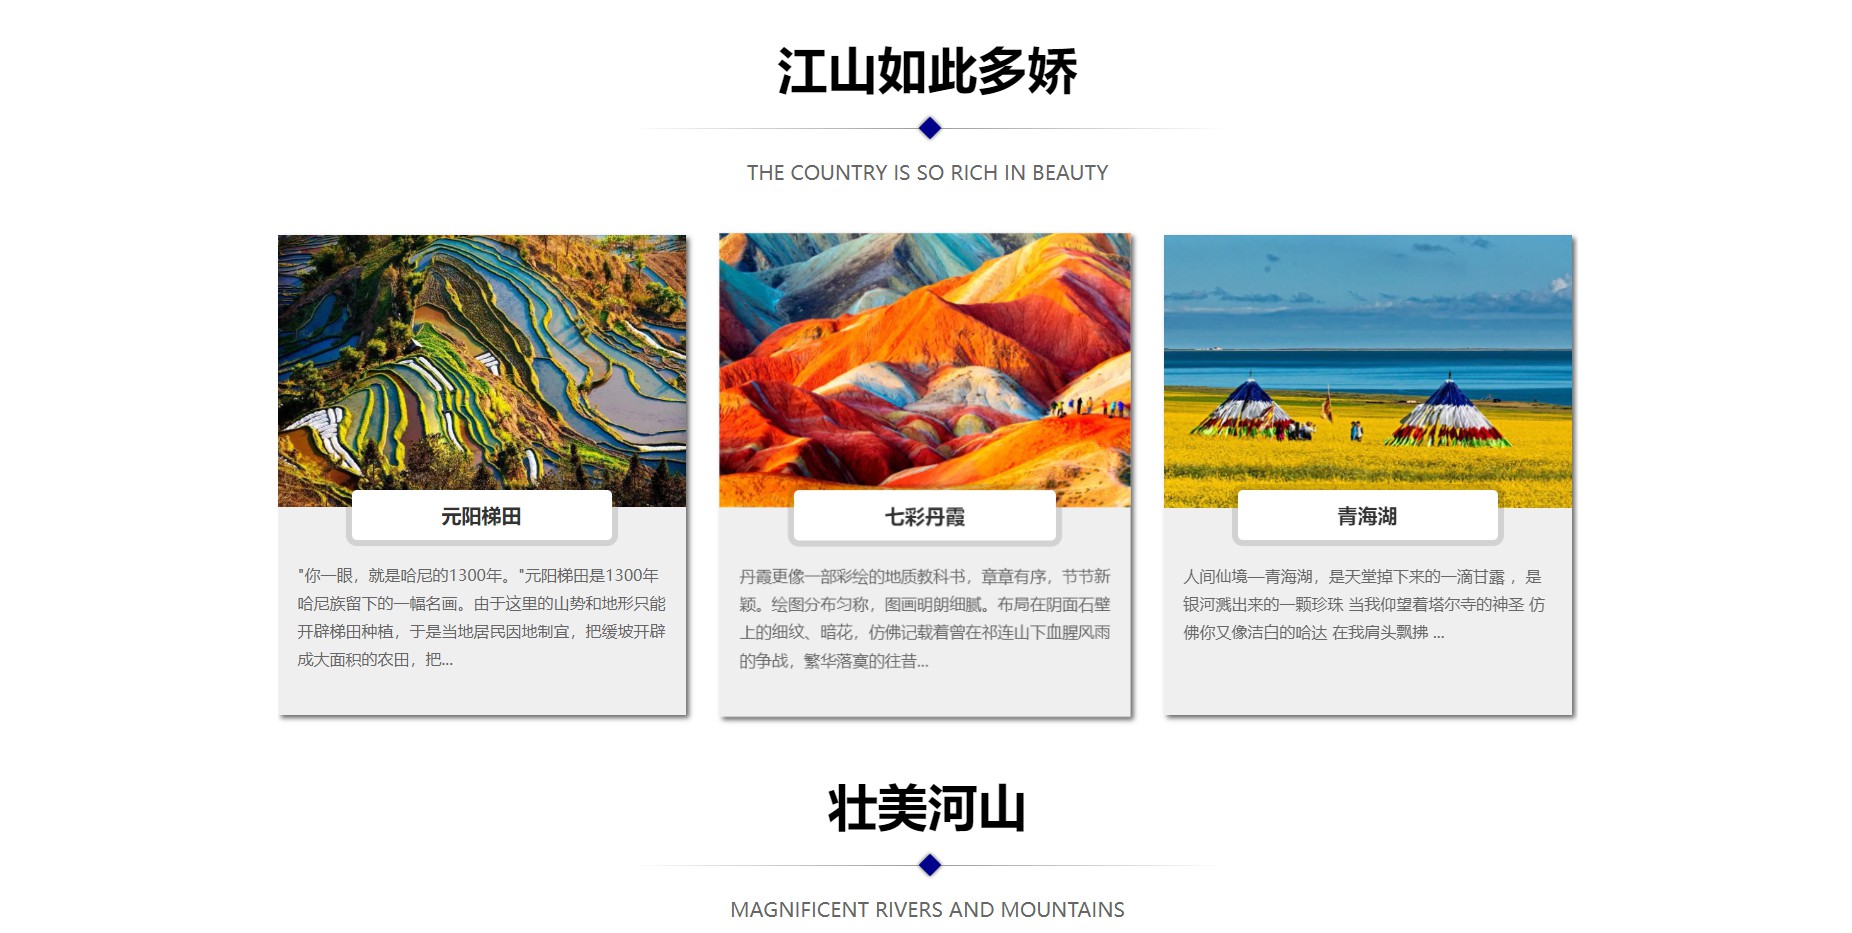 江山如此多娇
THE COUNTRY IS SO RICH IN BEAUTY
元阳梯田
"你一眼，就是哈尼的1300年。"元阳梯田是1300年
哈尼族留下的一幅名画。由于这里的山势和地形只能
开辟梯田种植，于是当地居民因地制宜，把缓坡开辟
成大面积的农田，把...
七彩丹霞
丹霞更像一部彩绘的地质教科书，章章有序，节节新
颖。绘图分布匀称，图画明朗细腻。布局在阴面石壁
上的细纹、暗花，仿佛记载着曾在祁连山下血腥风雨
的争战，繁华落寞的往昔...
青海湖
人间仙境—青海湖，是天堂掉下来的一滴甘露 ，是
银河溅出来的一颗珍珠 当我仰望着塔尔寺的神圣 仿
佛你又像洁白的哈达 在我肩头飘拂 ...
壮美河山
MAGNIFICENT RIVERS AND MOUNTAINS